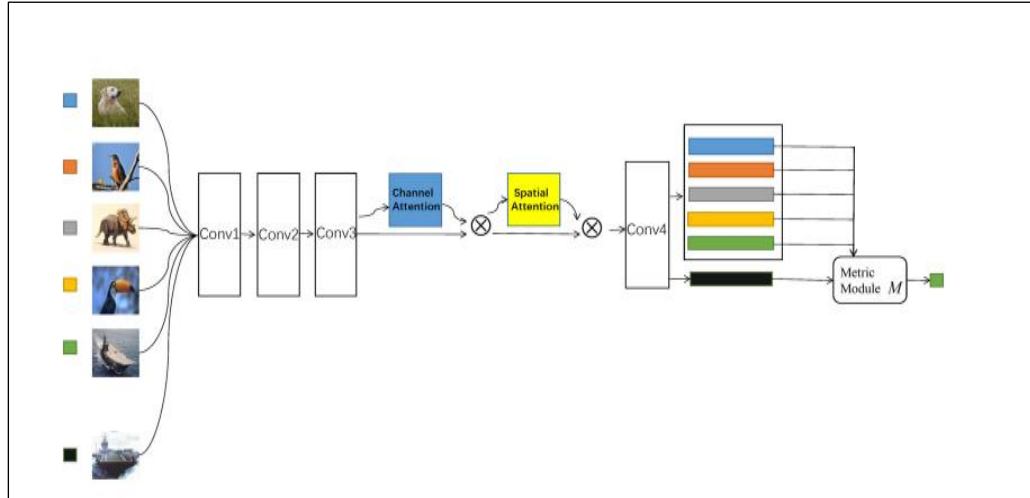 Conv1
Conv2
Conv3
Channel
Attention
Spatial
Attention
Conv4
Metric
Module M